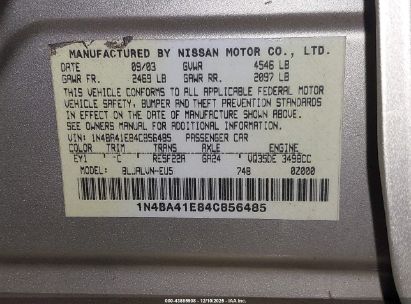 MANUFACTURED BY NISSAN MOTOR CO., LTD.
DATE 09/03 GVWR 4546 LB
GAWR FR. 2469 LB GAWR RR. 2097 LB
THIS VEHICLE CONFORMS TO ALL APPLICABLE FEDERAL MOTOR
VEHICLE SAFETY, BUMPER AND THEFT PREVENTION STANDARDS
IN EFFECT ON THE DATE OF MANUFACTURE SHOWN ABOVE.
SEE OWNERS MANUAL FOR ADDITIONAL INFORMATION.
VIN: 1N4BA41E84C856485 PASSENGER CAR
COLOR TRIM TRANS AXLE ENGINE
EY1 -C RE5F22A GA24 VQ35DE 3498CC
MODEL: BLJALVN-EU5 748 0Z000
1N4BA41E84C856485